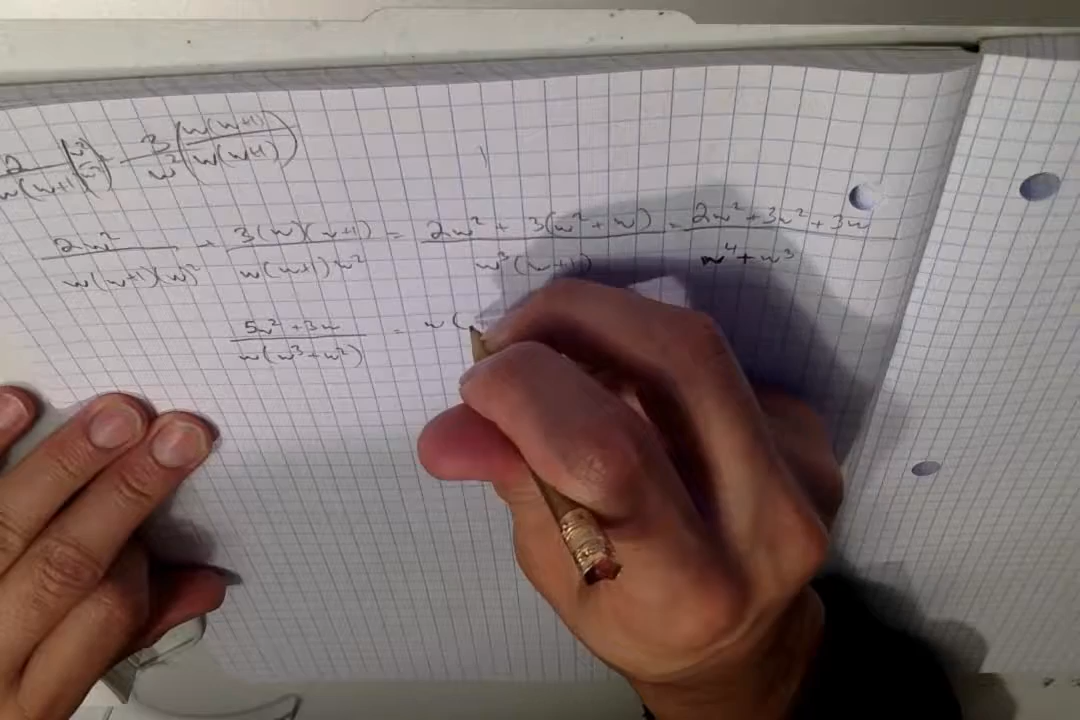 2/(w(w+1)) (w²/w²) + 3/w² (w(w+1)/w(w+1))
2w²/(w(w+1)(w)²) + 3(w)(w+1)/(w(w+1)w²) = (2w² + 3(w²+w))/(w³(w+1)) = (2w²+3w²+3w)/(w⁴+w³)
(5w²+3w)/(w(w³+w²)) = w(